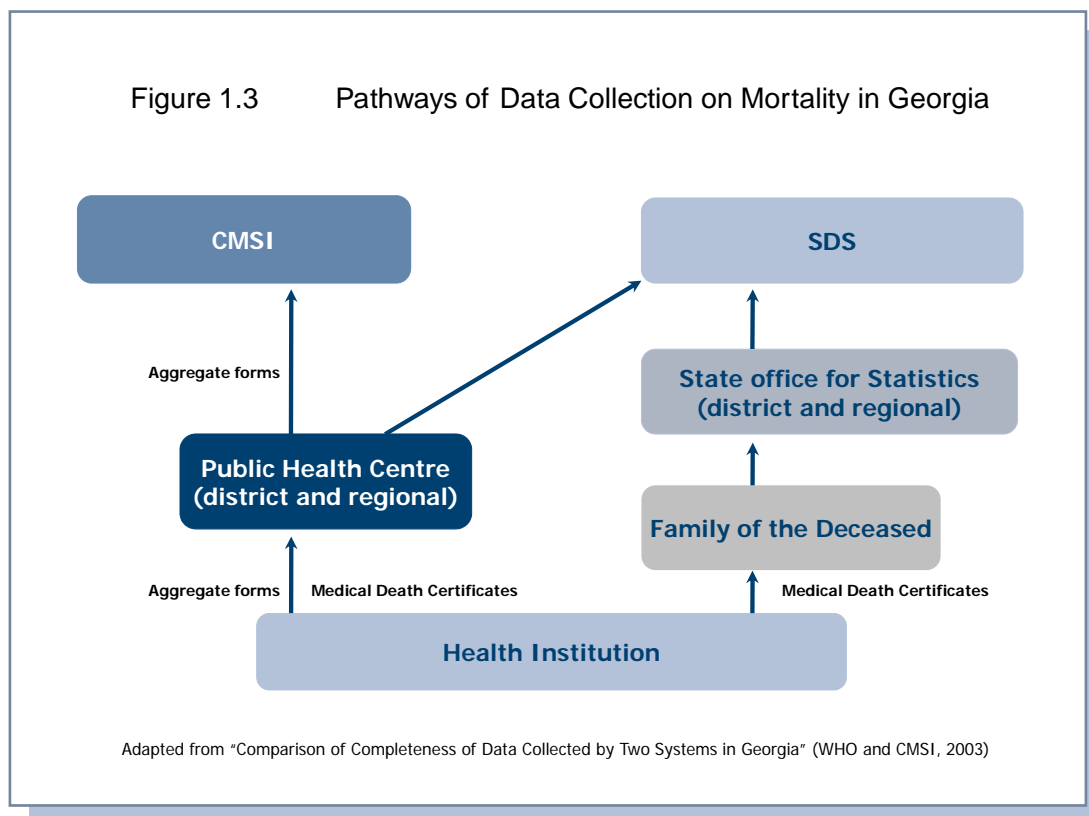 Figure 1.3 Pathways of Data Collection on Mortality in Georgia
CMSI
SDS
Aggregate forms
State office for Statistics
(district and regional)
Public Health Centre
(district and regional)
Family of the Deceased
Aggregate forms
Medical Death Certificates
Medical Death Certificates
Health Institution
Adapted from “Comparison of Completeness of Data Collected by Two Systems in Georgia” (WHO and CMSI, 2003)